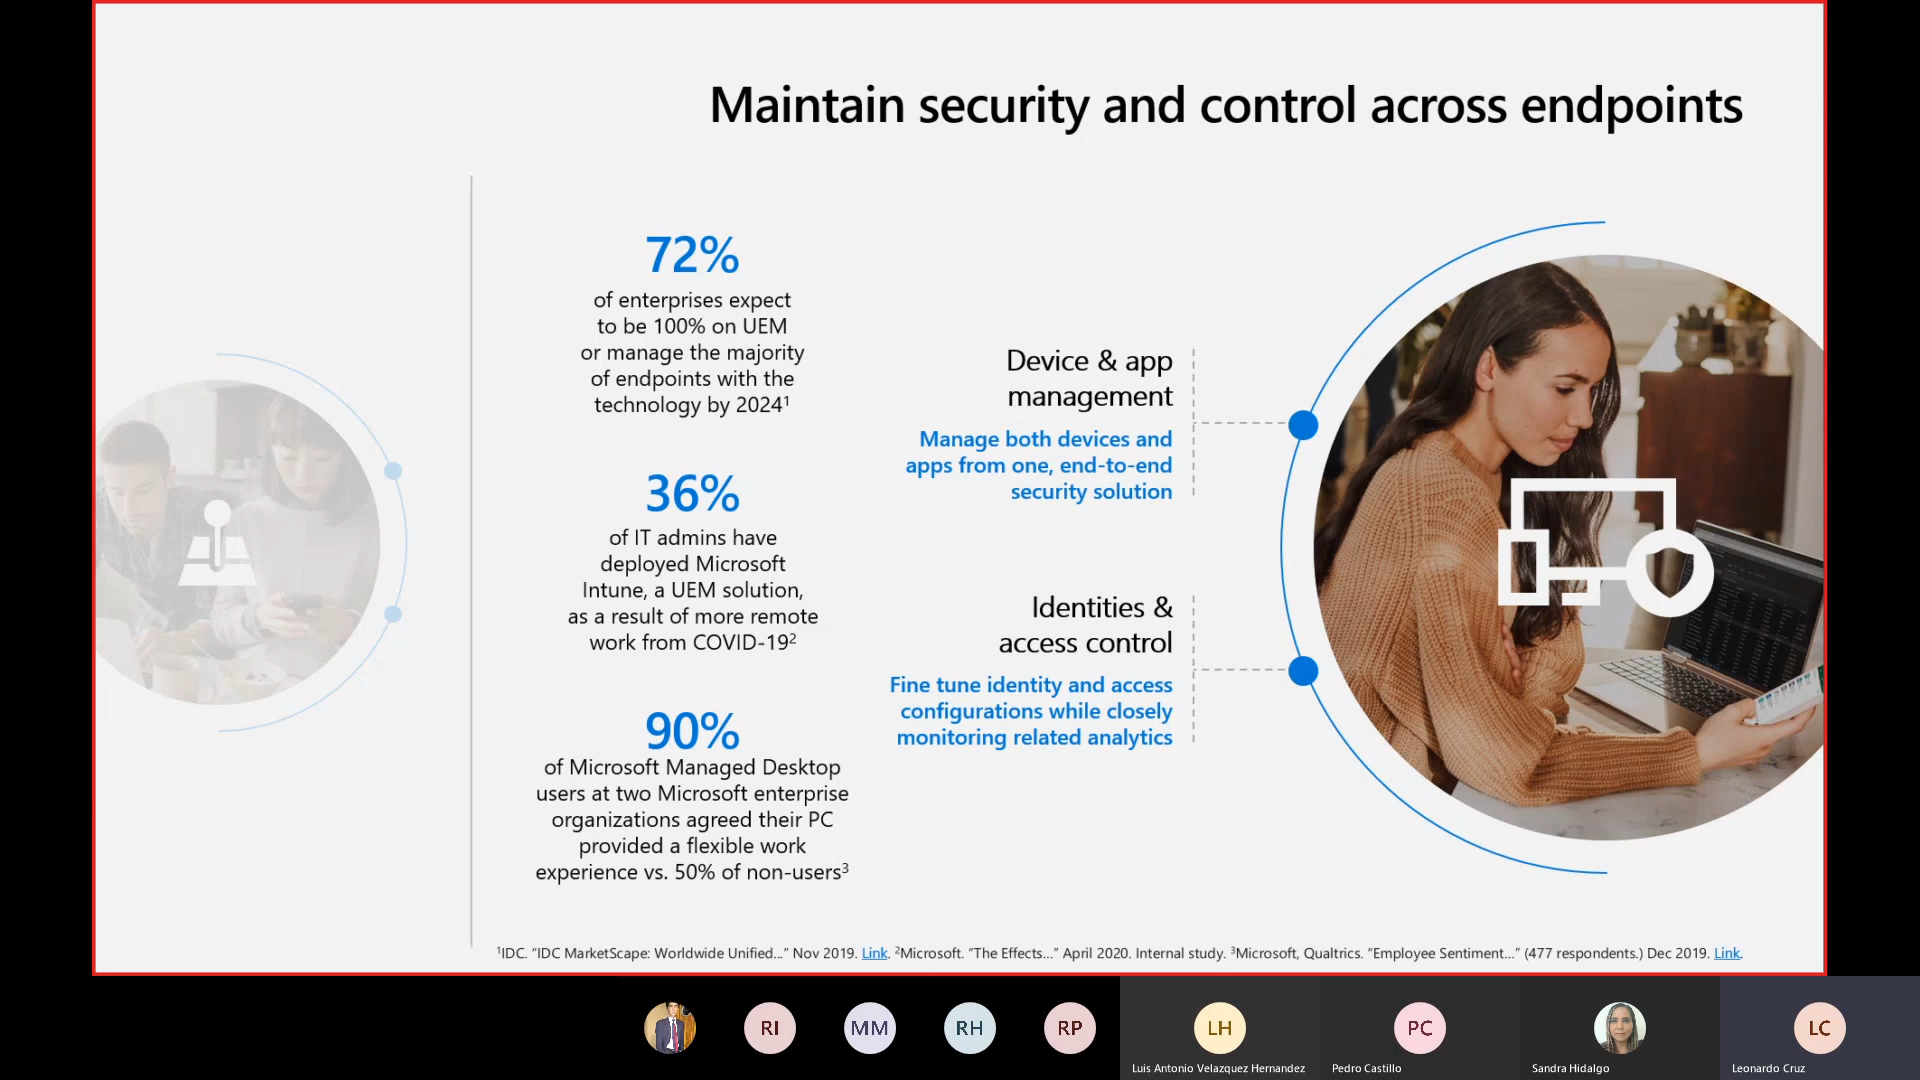 Maintain security and control across endpoints
72%
of enterprises expect
to be 100% on UEM
or manage the majority
of endpoints with the
technology by 2024¹
36%
of IT admins have
deployed Microsoft
Intune, a UEM solution,
as a result of more remote
work from COVID-19²
90%
of Microsoft Managed Desktop
users at two Microsoft enterprise
organizations agreed their PC
provided a flexible work
experience vs. 50% of non-users³
Device & app
management
Manage both devices and
apps from one, end-to-end
security solution
Identities &
access control
Fine tune identity and access
configurations while closely
monitoring related analytics
¹IDC. “IDC MarketScape: Worldwide Unified...” Nov 2019. Link. ²Microsoft. “The Effects...” April 2020. Internal study. ³Microsoft, Qualtrics. “Employee Sentiment...” (477 respondents.) Dec 2019. Link.
RI
MM
RH
RP
LH
PC
LC
Luis Antonio Velazquez Hernandez
Pedro Castillo
Sandra Hidalgo
Leonardo Cruz